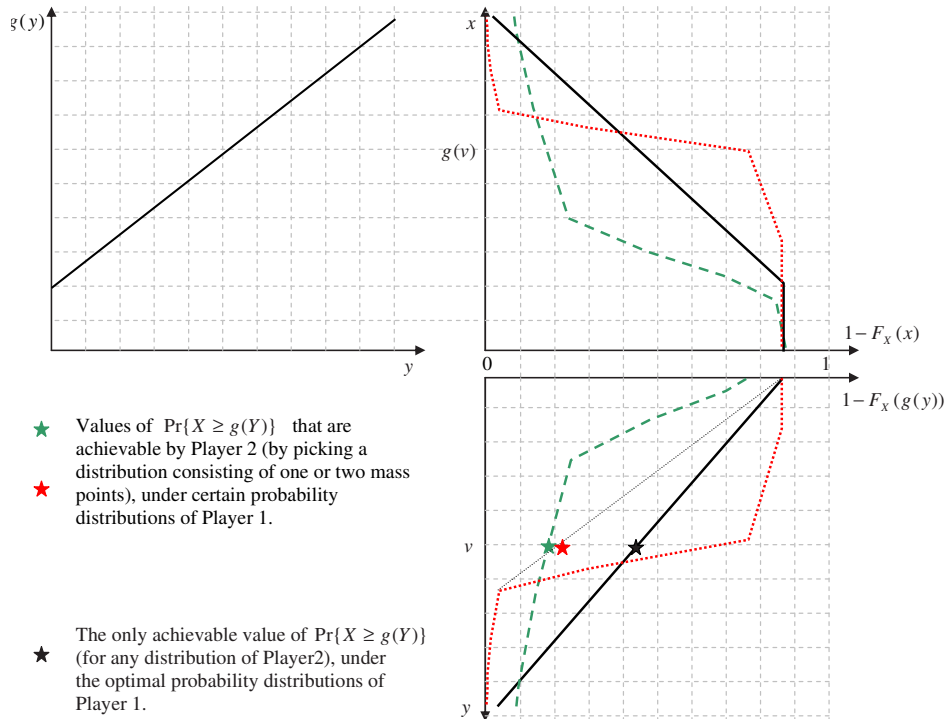 g(y)
y
x
g(v)
0
1
1 − F_X(x)
1 − F_X(g(y))
v
y
Values of Pr{X ≥ g(Y)} that are
achievable by Player 2 (by picking a
distribution consisting of one or two mass
points), under certain probability
distributions of Player 1.
The only achievable value of Pr{X ≥ g(Y)}
(for any distribution of Player2), under
the optimal probability distributions of
Player 1.